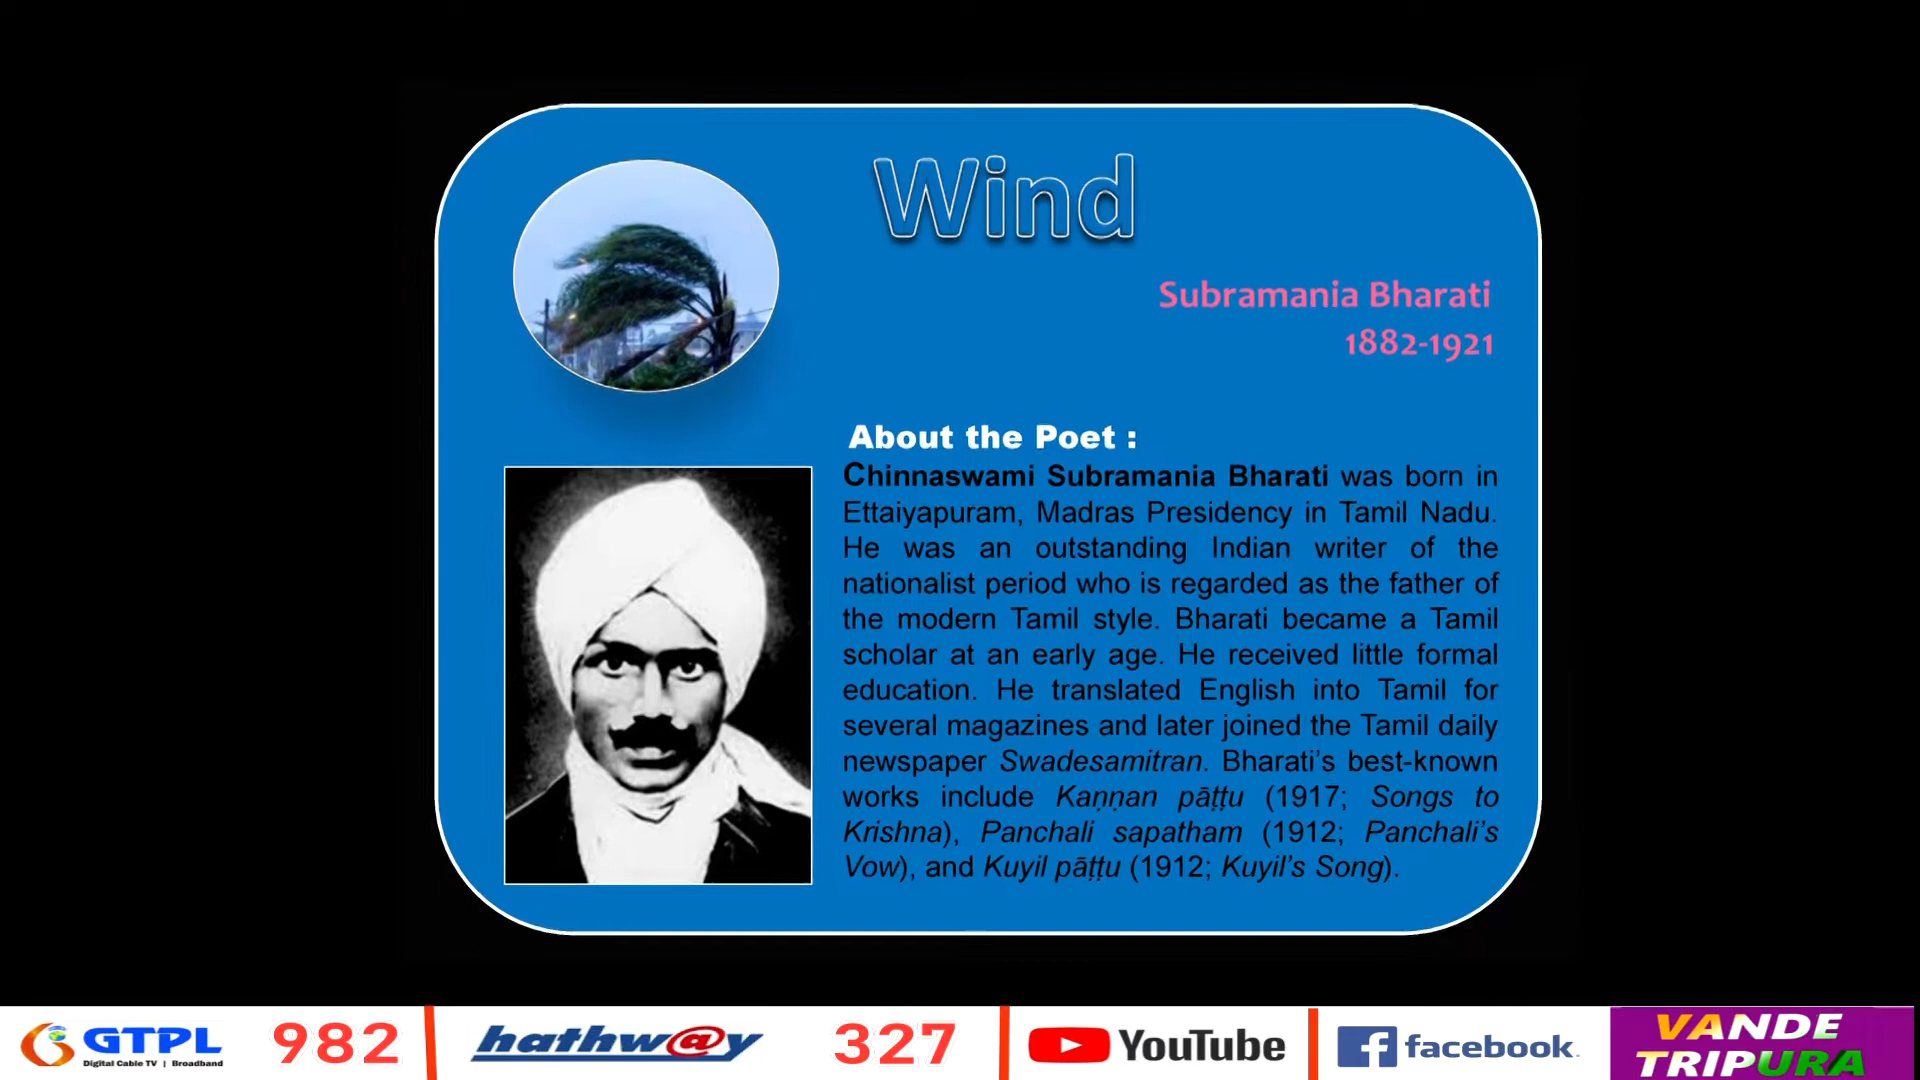 Wind
Subramania Bharati
1882-1921
About the Poet :
Chinnaswami Subramania Bharati was born in
Ettaiyapuram, Madras Presidency in Tamil Nadu.
He was an outstanding Indian writer of the
nationalist period who is regarded as the father of
the modern Tamil style. Bharati became a Tamil
scholar at an early age. He received little formal
education. He translated English into Tamil for
several magazines and later joined the Tamil daily
newspaper Swadesamitran. Bharati’s best-known
works include Kaṇṇan pāṭṭu (1917; Songs to
Krishna), Panchali sapatham (1912; Panchali’s
Vow), and Kuyil pāṭṭu (1912; Kuyil’s Song).
GTPL
Digital Cable TV | Broadband
982
hathw@y
327
YouTube
facebook.
VANDE
TRIPURA